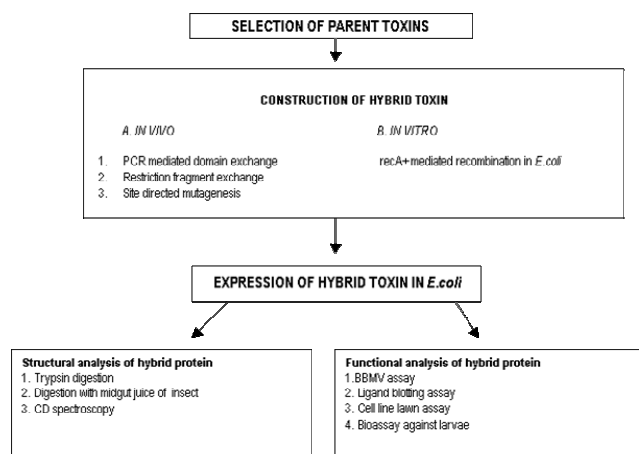 SELECTION OF PARENT TOXINS
CONSTRUCTION OF HYBRID TOXIN
A. IN VIVO
B. IN VITRO
1. PCR mediated domain exchange
2. Restriction fragment exchange
3. Site directed mutagenesis
recA+mediated recombination in E.coli
EXPRESSION OF HYBRID TOXIN IN E.coli
Structural analysis of hybrid protein
1. Trypsin digestion
2. Digestion with midgut juice of insect
3. CD spectroscopy
Functional analysis of hybrid protein
1.BBMV assay
2. Ligand blotting assay
3. Cell line lawn assay
4. Bioassay against larvae